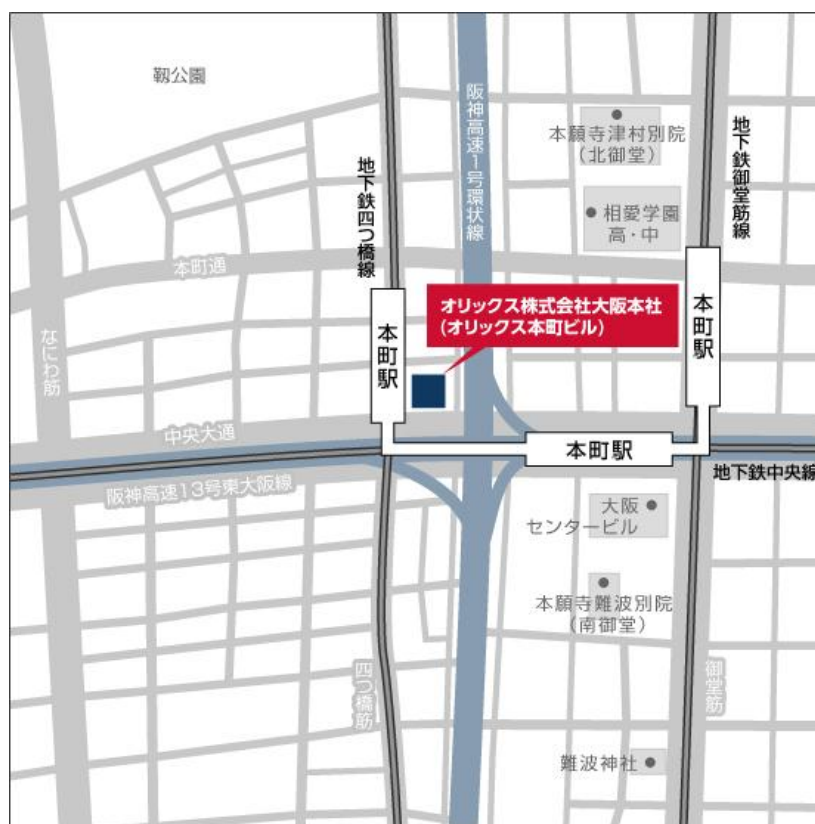 靱公園
地下鉄四つ橋線
阪神高速1号環状線
本願寺津村別院
(北御堂)
地下鉄御堂筋線
相愛学園
高・中
本町通
オリックス株式会社大阪本社
(オリックス本町ビル)
本町駅
本町駅
なにわ筋
中央大通
本町駅
地下鉄中央線
阪神高速13号東大阪線
大阪
センタービル
本願寺難波別院
(南御堂)
四つ橋筋
御堂筋
難波神社